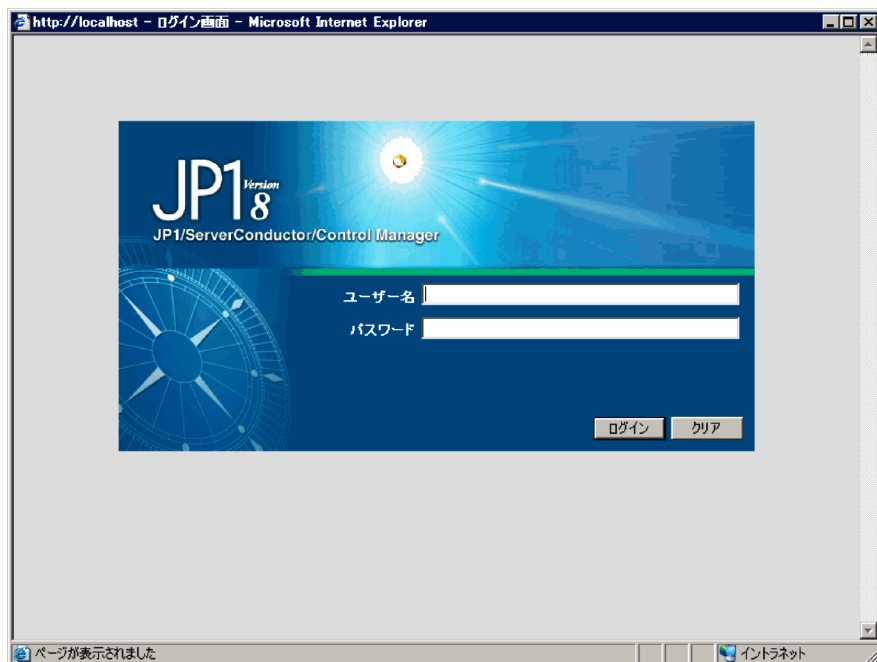 http://localhost - ログイン画面 - Microsoft Internet Explorer
JP1 Version 8
JP1/ServerConductor/Control Manager
ユーザー名
パスワード
ログイン クリア
ページが表示されました イントラネット